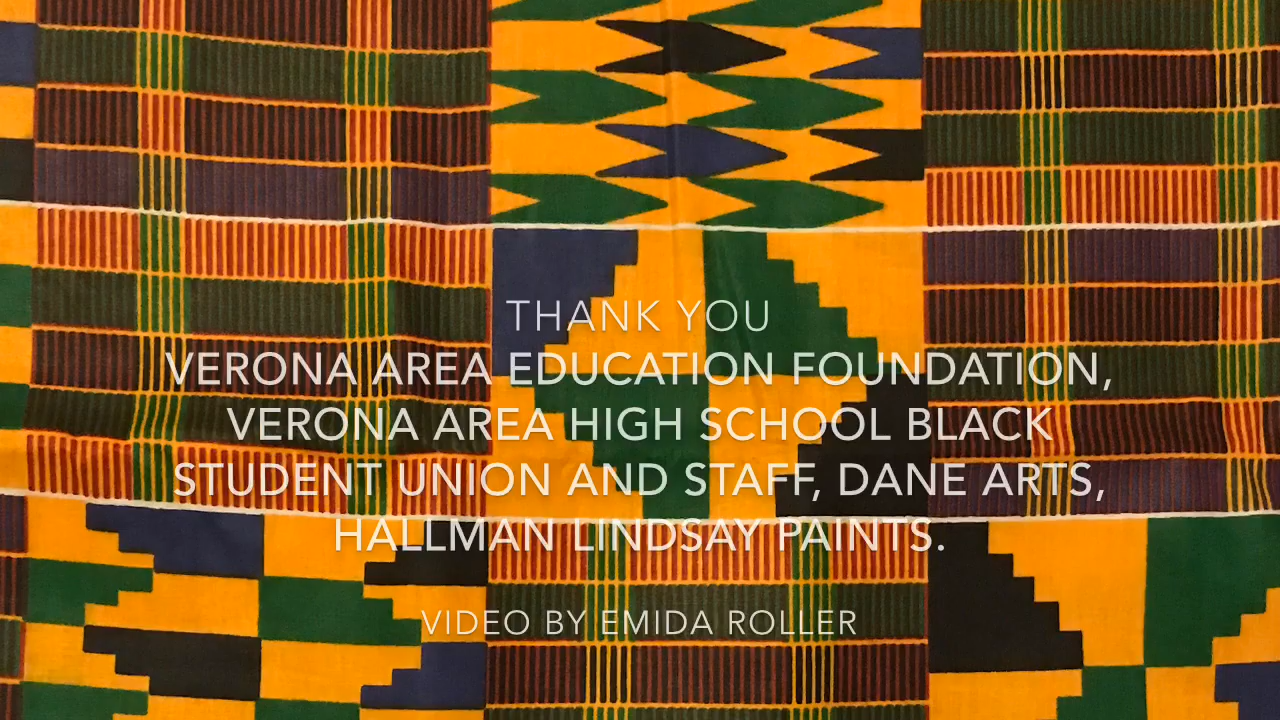 THANK YOU
VERONA AREA EDUCATION FOUNDATION,
VERONA AREA HIGH SCHOOL BLACK
STUDENT UNION AND STAFF, DANE ARTS,
HALLMAN LINDSAY PAINTS.
VIDEO BY EMIDA ROLLER